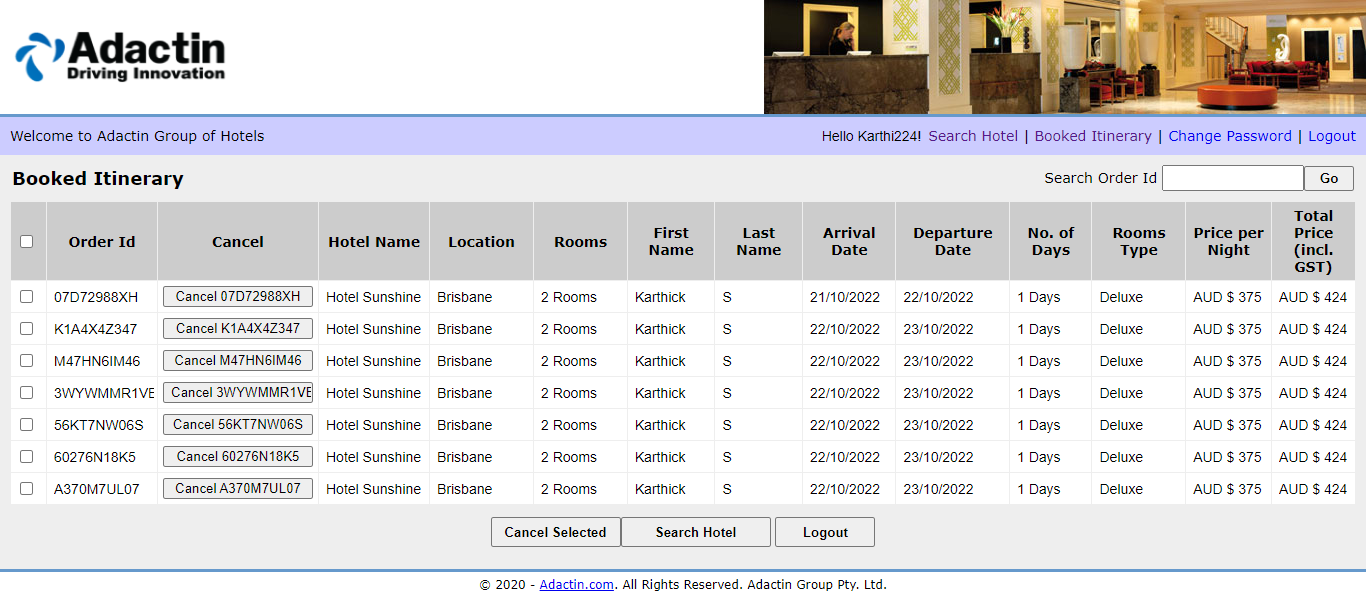 Adactin
Driving Innovation
Welcome to Adactin Group of Hotels
Hello Karthi224! Search Hotel | Booked Itinerary | Change Password | Logout
Booked Itinerary
Search Order Id Go
Order Id Cancel Hotel Name Location Rooms First Name Last Name Arrival Date Departure Date No. of Days Rooms Type Price per Night Total Price (incl. GST)
07D72988XH Cancel 07D72988XH Hotel Sunshine Brisbane 2 Rooms Karthick S 21/10/2022 22/10/2022 1 Days Deluxe AUD $ 375 AUD $ 424
K1A4X4Z347 Cancel K1A4X4Z347 Hotel Sunshine Brisbane 2 Rooms Karthick S 22/10/2022 23/10/2022 1 Days Deluxe AUD $ 375 AUD $ 424
M47HN6IM46 Cancel M47HN6IM46 Hotel Sunshine Brisbane 2 Rooms Karthick S 22/10/2022 23/10/2022 1 Days Deluxe AUD $ 375 AUD $ 424
3WYWMMR1VE Cancel 3WYWMMR1VE Hotel Sunshine Brisbane 2 Rooms Karthick S 22/10/2022 23/10/2022 1 Days Deluxe AUD $ 375 AUD $ 424
56KT7NW06S Cancel 56KT7NW06S Hotel Sunshine Brisbane 2 Rooms Karthick S 22/10/2022 23/10/2022 1 Days Deluxe AUD $ 375 AUD $ 424
60276N18K5 Cancel 60276N18K5 Hotel Sunshine Brisbane 2 Rooms Karthick S 22/10/2022 23/10/2022 1 Days Deluxe AUD $ 375 AUD $ 424
A370M7UL07 Cancel A370M7UL07 Hotel Sunshine Brisbane 2 Rooms Karthick S 22/10/2022 23/10/2022 1 Days Deluxe AUD $ 375 AUD $ 424
Cancel Selected Search Hotel Logout
© 2020 - Adactin.com. All Rights Reserved. Adactin Group Pty. Ltd.